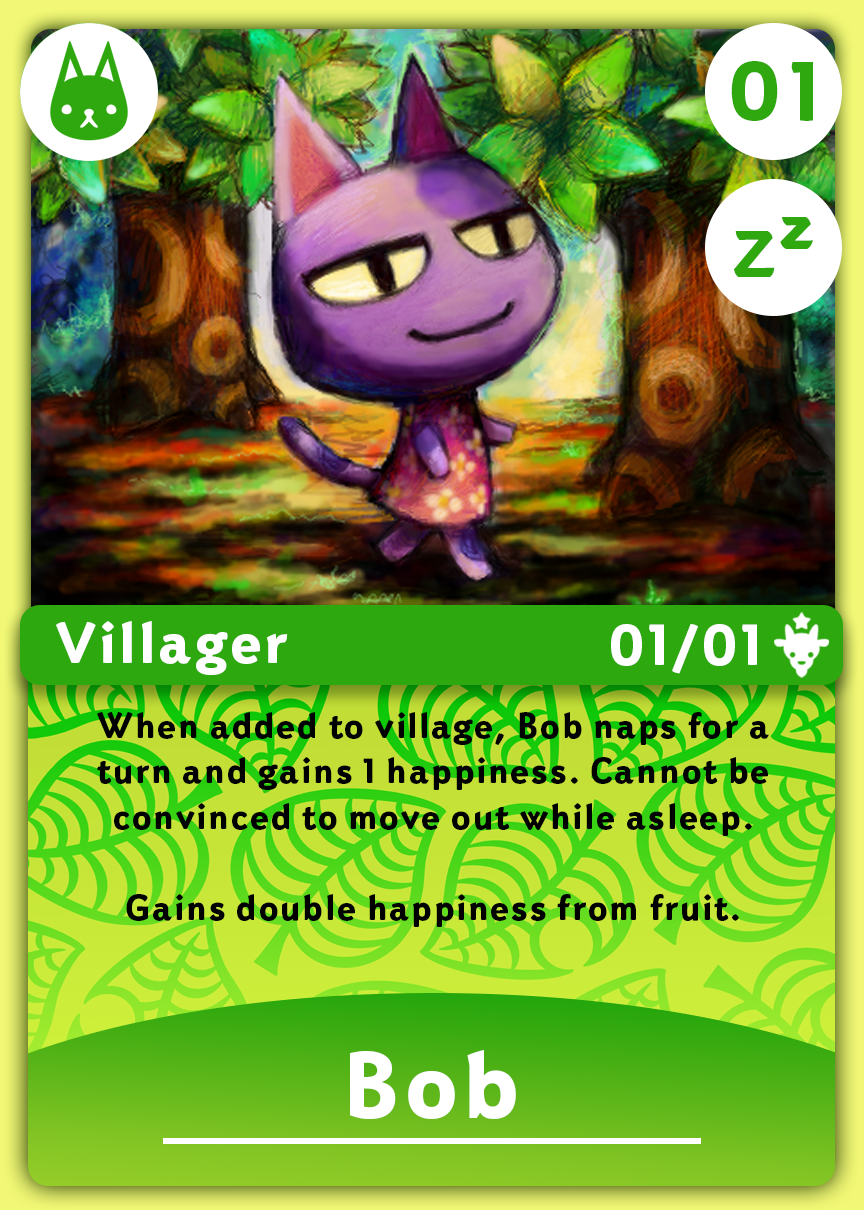 01
zz
Villager 01/01
When added to village, Bob naps for a
turn and gains 1 happiness. Cannot be
convinced to move out while asleep.
Gains double happiness from fruit.
Bob